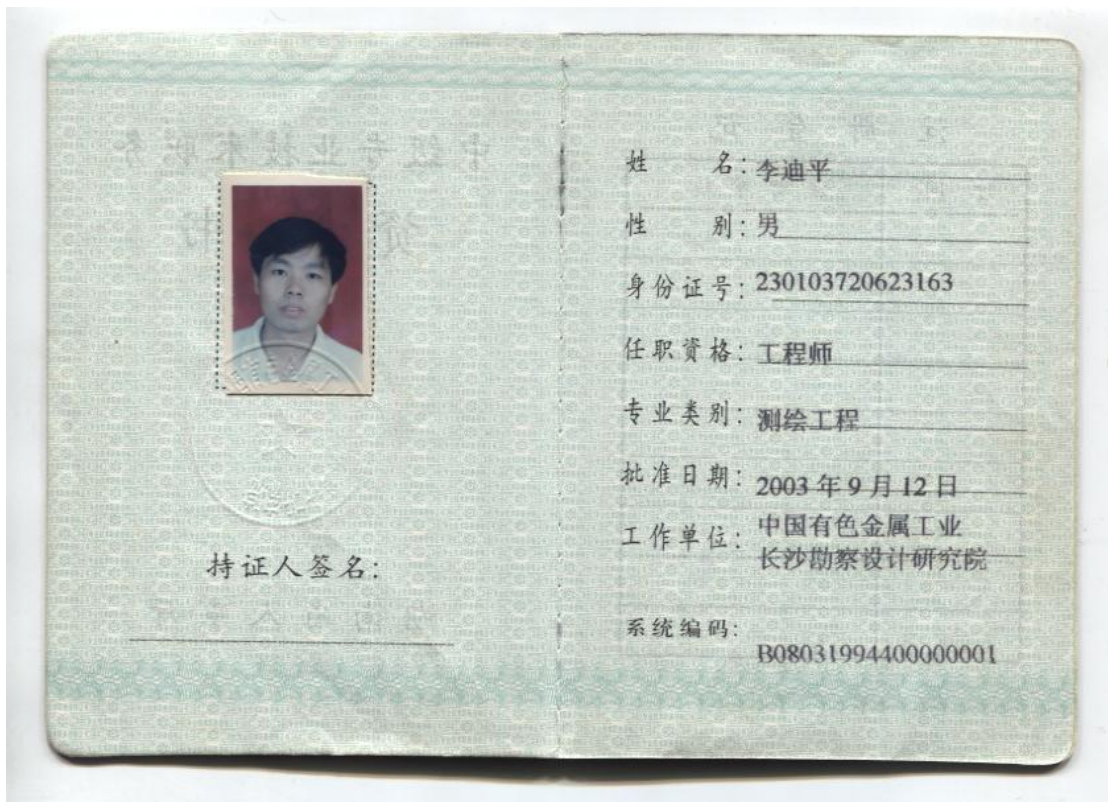 持证人签名:
姓名: 李迪平
性别: 男
身份证号: 230103720623163
任职资格: 工程师
专业类别: 测绘工程
批准日期: 2003年9月12日
工作单位: 中国有色金属工业
长沙勘察设计研究院
系统编码:
B08031994400000001